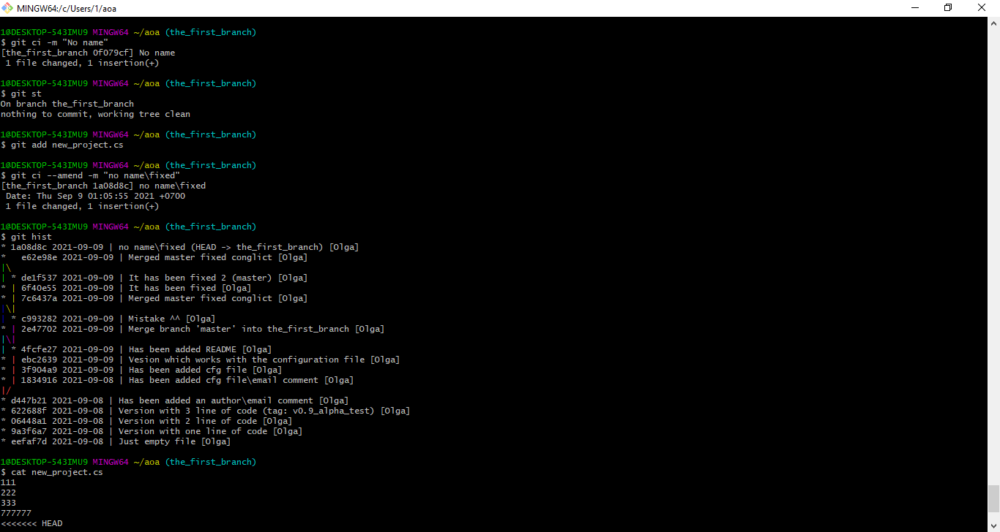 MINGW64:/c/Users/1/aoa
1@DESKTOP-543IMU9 MINGW64 ~/aoa (the_first_branch)
$ git ci -m "No name"
[the_first_branch 0f079cf] No name
 1 file changed, 1 insertion(+)
1@DESKTOP-543IMU9 MINGW64 ~/aoa (the_first_branch)
$ git st
On branch the_first_branch
nothing to commit, working tree clean
1@DESKTOP-543IMU9 MINGW64 ~/aoa (the_first_branch)
$ git add new_project.cs
1@DESKTOP-543IMU9 MINGW64 ~/aoa (the_first_branch)
$ git ci --amend -m "no name\fixed"
[the_first_branch 1a08d8c] no name\fixed
 Date: Thu Sep 9 01:05:55 2021 +0700
 1 file changed, 1 insertion(+)
1@DESKTOP-543IMU9 MINGW64 ~/aoa (the_first_branch)
$ git hist
* 1a08d8c 2021-09-09 | no name\fixed (HEAD -> the_first_branch) [Olga]
*   e62e98e 2021-09-09 | Merged master fixed conglict [Olga]
|\
| * de1f537 2021-09-09 | It has been fixed 2 (master) [Olga]
* | 6f40e55 2021-09-09 | It has been fixed [Olga]
* | 7c6437a 2021-09-09 | Merged master fixed conglict [Olga]
|\|
| * c993282 2021-09-09 | Mistake ^^ [Olga]
* | 2e47702 2021-09-09 | Merge branch 'master' into the_first_branch [Olga]
|\|
| * 4fcfe27 2021-09-09 | Has been added README [Olga]
* | ebc2639 2021-09-09 | Vesion which works with the configuration file [Olga]
* | 3f904a9 2021-09-09 | Has been added cfg file [Olga]
* | 1834916 2021-09-08 | Has been added cfg file\email comment [Olga]
|/
* d447b21 2021-09-08 | Has been added an author\email comment [Olga]
* 622688f 2021-09-08 | Version with 3 line of code (tag: v0.9_alpha_test) [Olga]
* 06448a1 2021-09-08 | Version with 2 line of code [Olga]
* 9a3f6a7 2021-09-08 | Version with one line of code [Olga]
* eefaf7d 2021-09-08 | Just empty file [Olga]
1@DESKTOP-543IMU9 MINGW64 ~/aoa (the_first_branch)
$ cat new_project.cs
111
222
333
777777
<<<<<<< HEAD